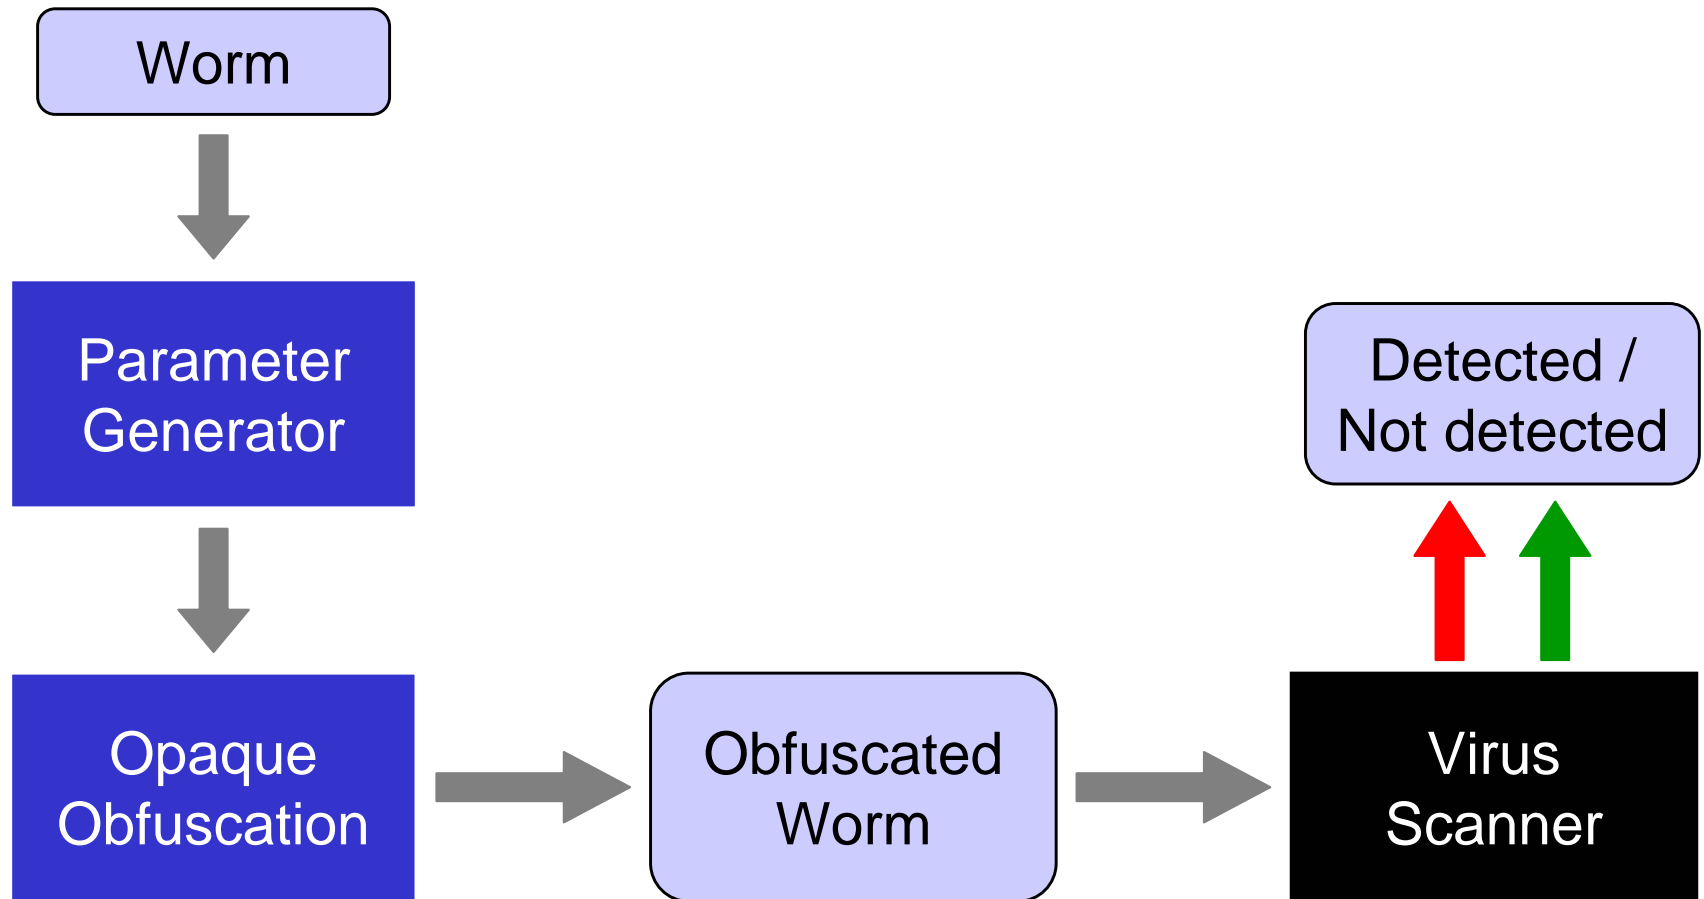 Worm
Parameter
Generator
Opaque
Obfuscation
Obfuscated
Worm
Virus
Scanner
Detected /
Not detected